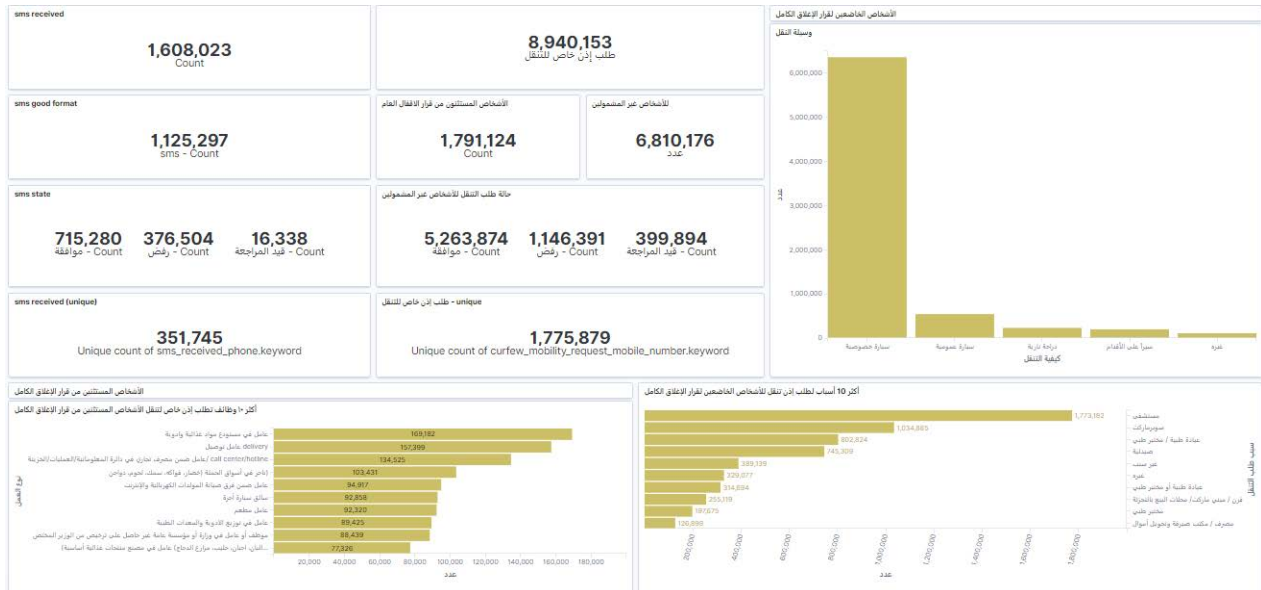 sms received
1,608,023
Count
8,940,153
طلب إذن خاص للتنقل
sms good format
1,125,297
sms - Count
الأشخاص المستثنون من قرار الاقفال العام
1,791,124
Count
للأشخاص غير المشمولين
6,810,176
عدد
sms state
715,280
موافقة - Count
376,504
رفض - Count
16,338
قيد المراجعة - Count
حالة طلب التنقل للأشخاص غير المشمولين
5,263,874
موافقة - Count
1,146,391
رفض - Count
399,894
قيد المراجعة - Count
sms received (unique)
351,745
Unique count of sms_received_phone.keyword
طلب إذن خاص للتنقل - unique
1,775,879
Unique count of curfew_mobility_request_mobile_number.keyword
الأشخاص الخاضعين لقرار الإغلاق الكامل
وسيلة التنقل
6,000,000
5,000,000
4,000,000
3,000,000
2,000,000
1,000,000
0
عدد
سيارة خصوصية
سيارة عمومية
دراجة نارية
سيراً على الأقدام
غيره
كيفية التنقل
الأشخاص المستثنين من قرار الإغلاق الكامل
أكثر ١٠ وظائف تطلب إذن خاص لتنقل الأشخاص المستثنين من قرار الإغلاق الكامل
نوع العمل
عامل في مستودع مواد غذائية وادوية
169,182
عامل توصيل delivery
157,399
عامل ضمن مصرف تجاري في دائرة المعلوماتية/العمليات/الخزينة/ call center/hotline
134,525
تاجر في أسواق الجملة (خضار، فواكه، سمك، لحوم، دواجن)
103,431
عامل ضمن فرق صيانة المولدات الكهربائية والإنترنت
94,917
سائق سيارة أجرة
92,858
عامل مطعم
92,320
عامل في توزيع الأدوية والمعدات الطبية
89,425
موظف أو عامل في وزارة أو مؤسسة عامة غير حاصل على ترخيص من الوزير المختص
88,439
عامل في مصنع منتجات غذائية اساسية (البان، اجبان، حليب، مزارع الدجاج...
77,326
20,000
40,000
60,000
80,000
100,000
120,000
140,000
160,000
180,000
عدد
أكثر 10 أسباب لطلب إذن تنقل للأشخاص الخاضعين لقرار الإغلاق الكامل
1,773,192
مستشفى
1,034,885
سوبرماركت
802,824
عيادة طبية / مختبر طبي
745,309
صيدلية
389,139
غير سبب
329,077
غيره
314,694
عيادة طبية أو مختبر طبي
255,119
فرن / ميني ماركت/ محلات البيع بالتجزئة
197,675
مختبر طبي
126,898
مصرف / مكتب صيرفة وتحويل أموال
سبب طلب التنقل
200,000
400,000
600,000
800,000
1,000,000
1,200,000
1,400,000
1,600,000
1,800,000
عدد